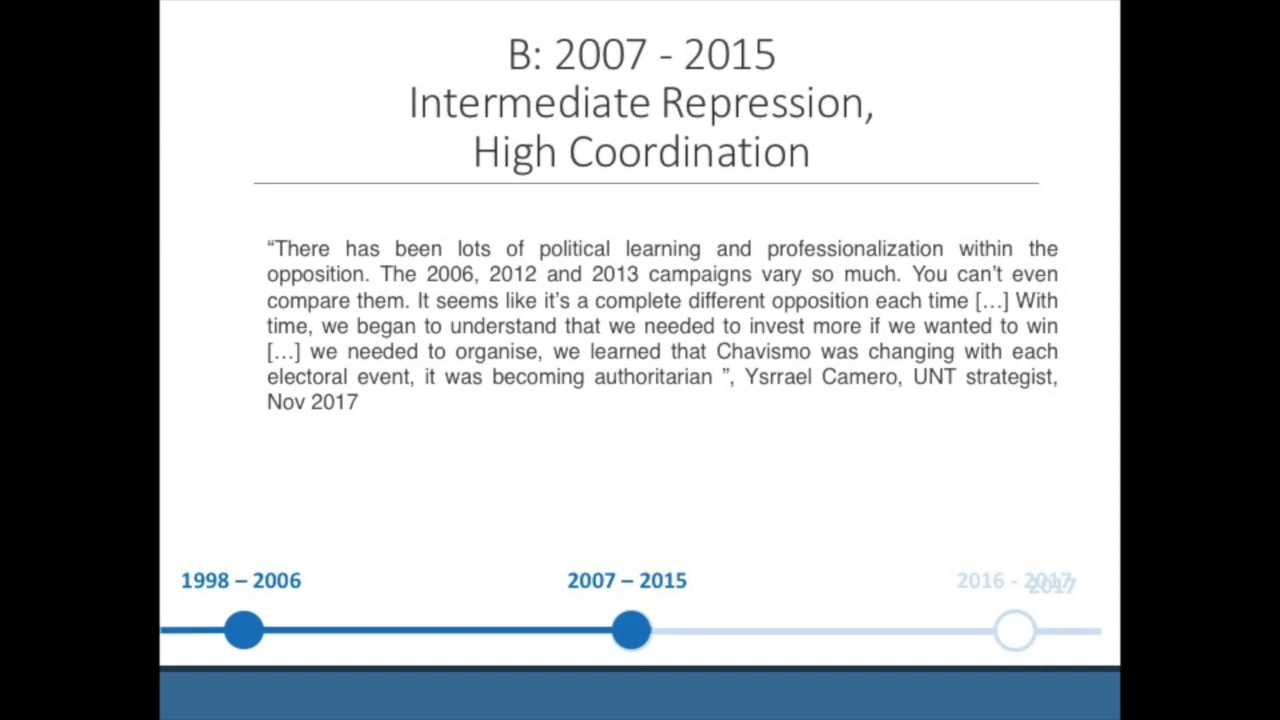 B: 2007 - 2015
Intermediate Repression,
High Coordination
“There has been lots of political learning and professionalization within the
opposition. The 2006, 2012 and 2013 campaigns vary so much. You can’t even
compare them. It seems like it’s a complete different opposition each time […] With
time, we began to understand that we needed to invest more if we wanted to win
[…] we needed to organise, we learned that Chavismo was changing with each
electoral event, it was becoming authoritarian ”, Ysrrael Camero, UNT strategist,
Nov 2017
1998 – 2006
2007 – 2015
2016 - 2017
2017